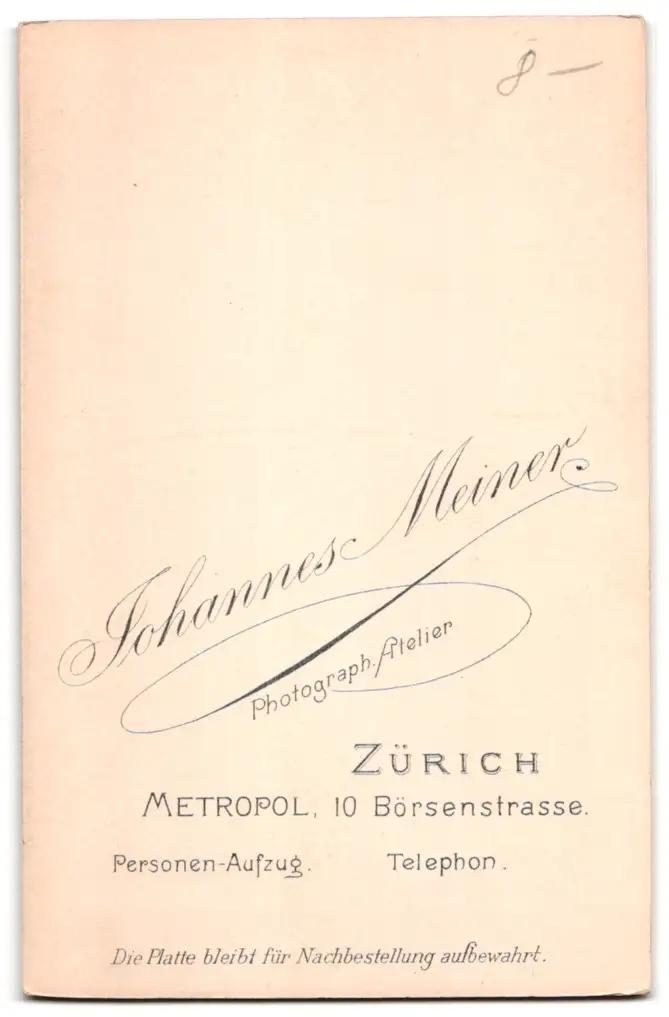 8 —
Johannes Meiner
Photograph. Atelier
ZÜRICH
METROPOL, 10 Börsenstrasse.
Personen-Aufzug. Telephon.
Die Platte bleibt für Nachbestellung aufbewahrt.